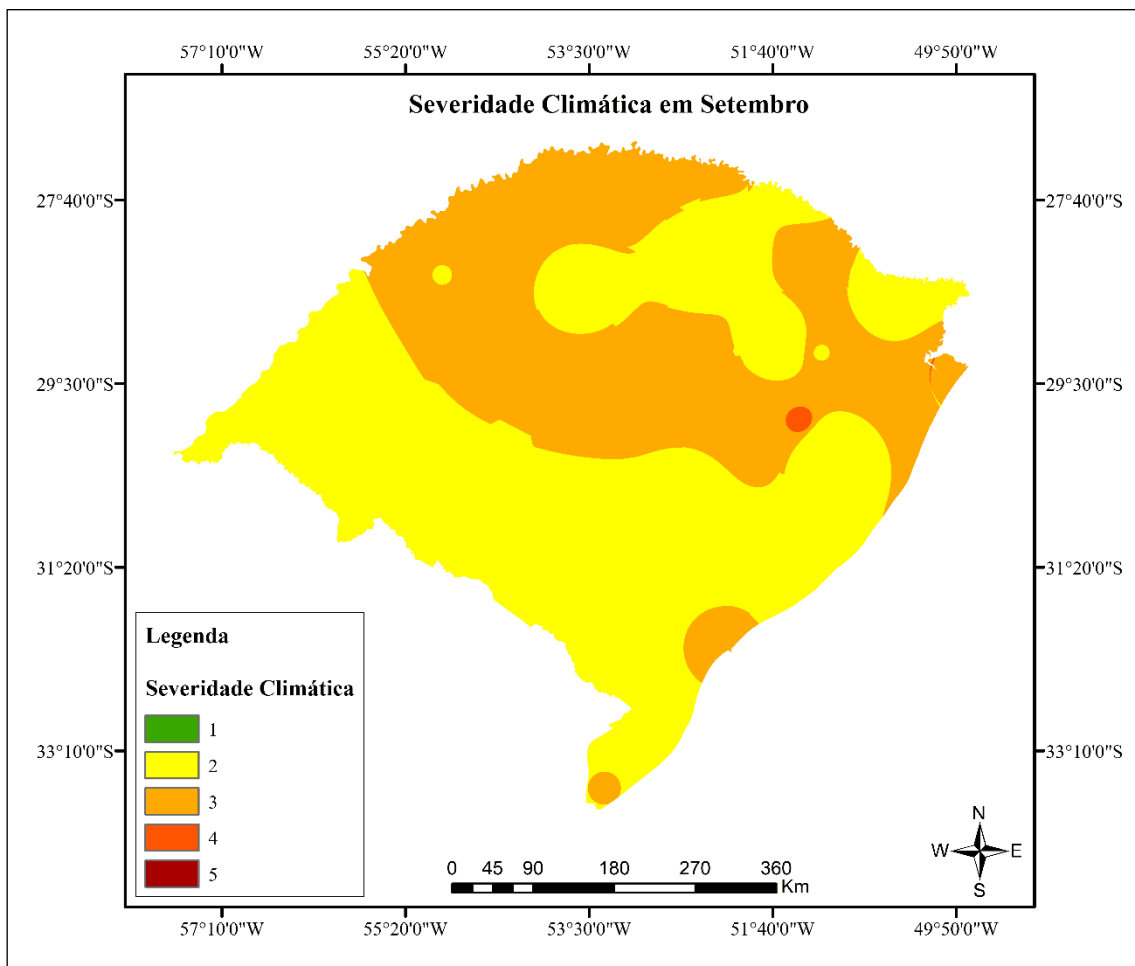 57°10'0"W 55°20'0"W 53°30'0"W 51°40'0"W 49°50'0"W
Severidade Climática em Setembro
27°40'0"S 27°40'0"S
29°30'0"S 29°30'0"S
31°20'0"S 31°20'0"S
33°10'0"S 33°10'0"S
Legenda
Severidade Climática
1
2
3
4
5
0 45 90 180 270 360
Km
N
W E
S
57°10'0"W 55°20'0"W 53°30'0"W 51°40'0"W 49°50'0"W